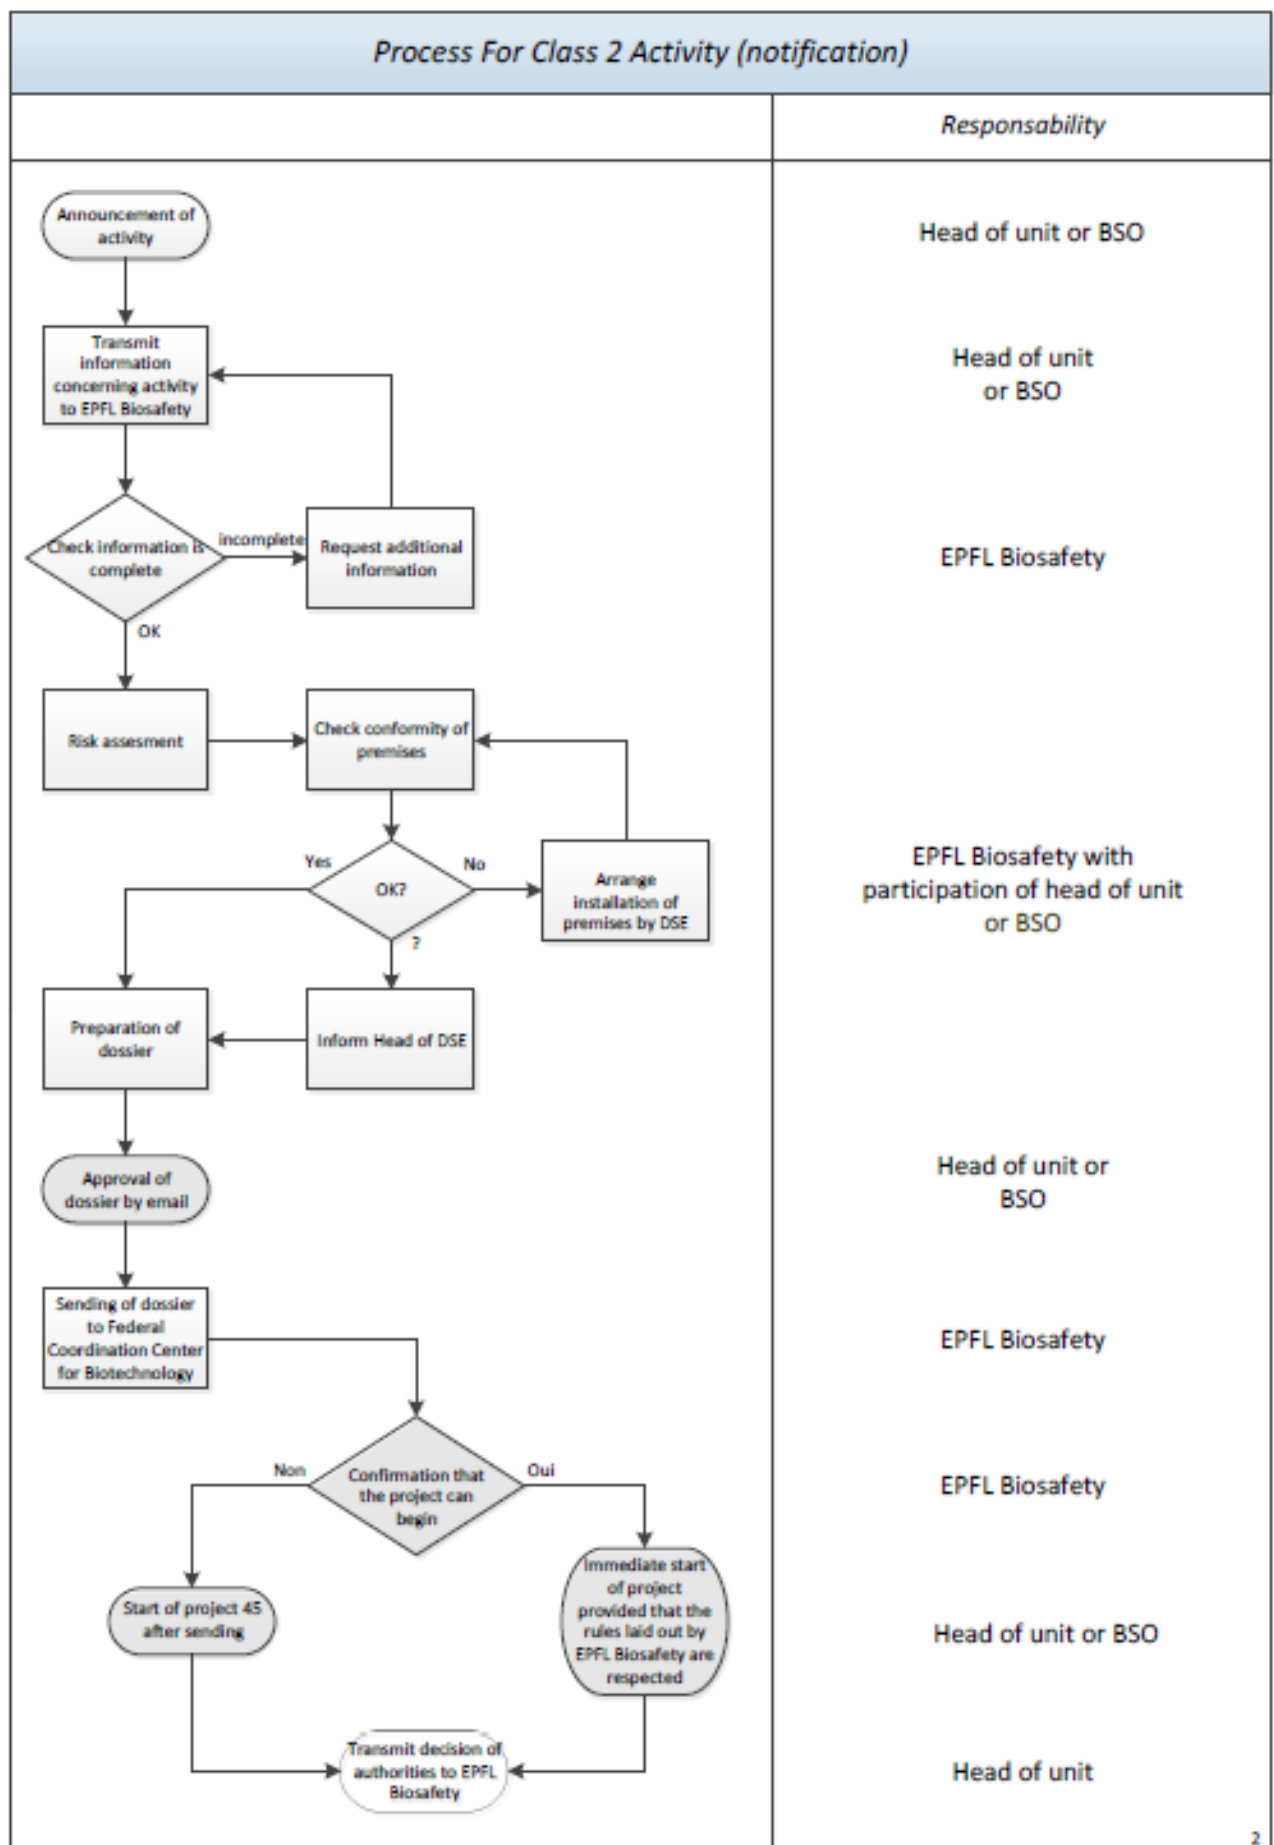 Process For Class 2 Activity (notification)
Responsability
Announcement of
activity
Head of unit or BSO
Transmit
information
concerning activity
to EPFL Biosafety
Head of unit
or BSO
Check information is
complete
incomplete
Request additional
information
EPFL Biosafety
OK
Risk assesment
Check conformity of
premises
Yes
OK?
No
?
Arrange
installation of
premises by DSE
EPFL Biosafety with
participation of head of unit
or BSO
Preparation of
dossier
Inform Head of DSE
Approval of
dossier by email
Head of unit or
BSO
Sending of dossier
to Federal
Coordination Center
for Biotechnology
EPFL Biosafety
Non
Confirmation that
the project can
begin
Oui
EPFL Biosafety
Start of project 45
after sending
Immediate start
of project
provided that the
rules laid out by
EPFL Biosafety are
respected
Head of unit or BSO
Transmit decision of
authorities to EPFL
Biosafety
Head of unit
2